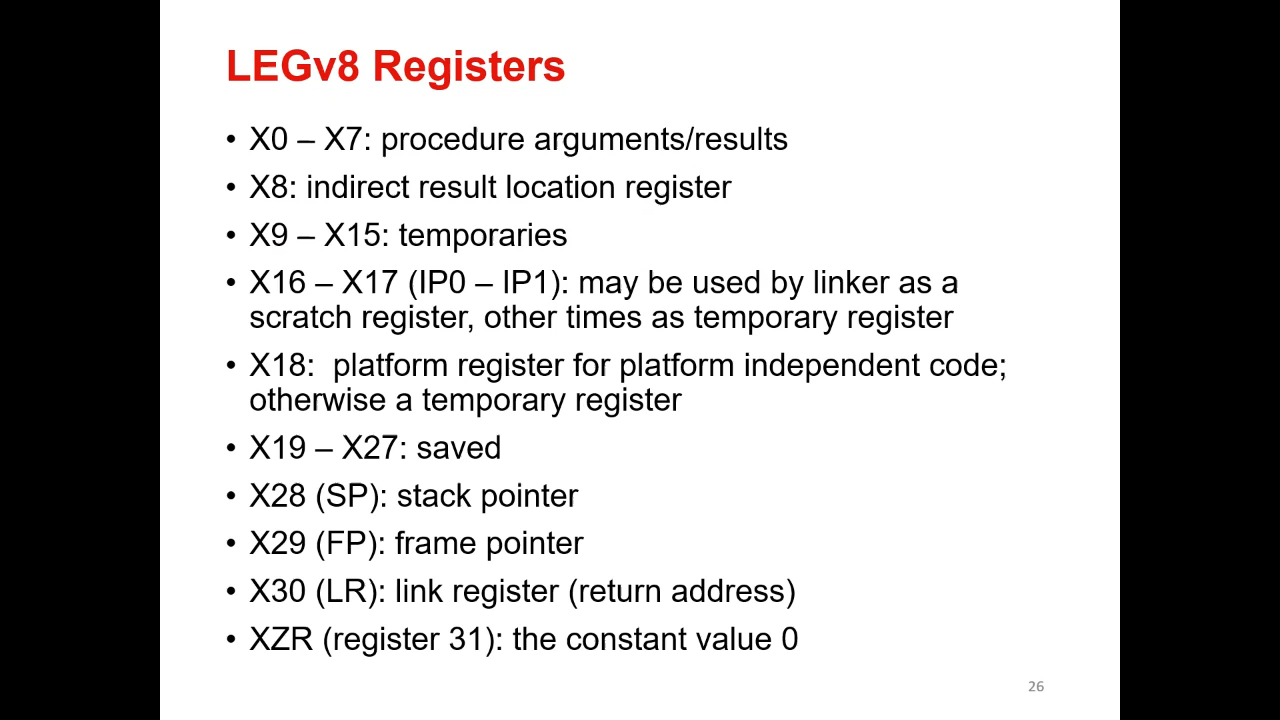 LEGv8 Registers
• X0 – X7: procedure arguments/results
• X8: indirect result location register
• X9 – X15: temporaries
• X16 – X17 (IP0 – IP1): may be used by linker as a
scratch register, other times as temporary register
• X18:  platform register for platform independent code;
otherwise a temporary register
• X19 – X27: saved
• X28 (SP): stack pointer
• X29 (FP): frame pointer
• X30 (LR): link register (return address)
• XZR (register 31): the constant value 0
26